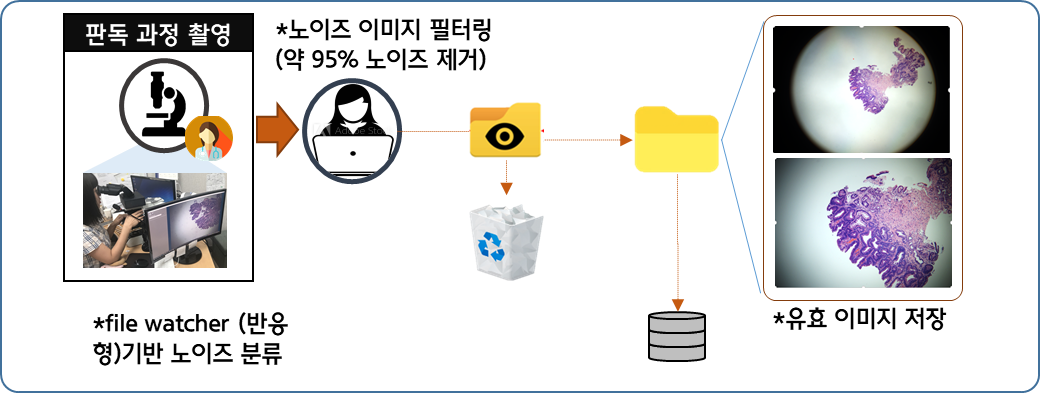 판독 과정 촬영
*노이즈 이미지 필터링
(약 95% 노이즈 제거)
*file watcher (반응
형)기반 노이즈 분류
*유효 이미지 저장